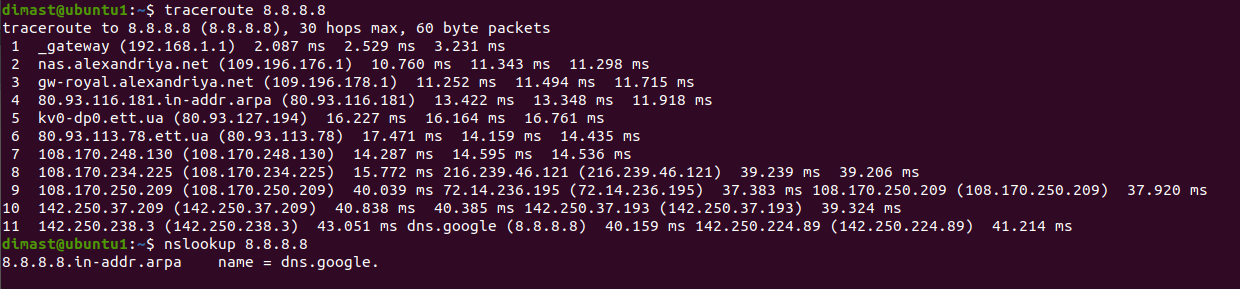 dimast@ubuntu1:~$ traceroute 8.8.8.8
traceroute to 8.8.8.8 (8.8.8.8), 30 hops max, 60 byte packets
 1  _gateway (192.168.1.1)  2.087 ms  2.529 ms  3.231 ms
 2  nas.alexandriya.net (109.196.176.1)  10.760 ms  11.343 ms  11.298 ms
 3  gw-royal.alexandriya.net (109.196.178.1)  11.252 ms  11.494 ms  11.715 ms
 4  80.93.116.181.in-addr.arpa (80.93.116.181)  13.422 ms  13.348 ms  11.918 ms
 5  kv0-dp0.ett.ua (80.93.127.194)  16.227 ms  16.164 ms  16.761 ms
 6  80.93.113.78.ett.ua (80.93.113.78)  17.471 ms  14.159 ms  14.435 ms
 7  108.170.248.130 (108.170.248.130)  14.287 ms  14.595 ms  14.536 ms
 8  108.170.234.225 (108.170.234.225)  15.772 ms 216.239.46.121 (216.239.46.121)  39.239 ms  39.206 ms
 9  108.170.250.209 (108.170.250.209)  40.039 ms 72.14.236.195 (72.14.236.195)  37.383 ms 108.170.250.209 (108.170.250.209)  37.920 ms
10  142.250.37.209 (142.250.37.209)  40.838 ms  40.385 ms 142.250.37.193 (142.250.37.193)  39.324 ms
11  142.250.238.3 (142.250.238.3)  43.051 ms dns.google (8.8.8.8)  40.159 ms 142.250.224.89 (142.250.224.89)  41.214 ms
dimast@ubuntu1:~$ nslookup 8.8.8.8
8.8.8.8.in-addr.arpa    name = dns.google.